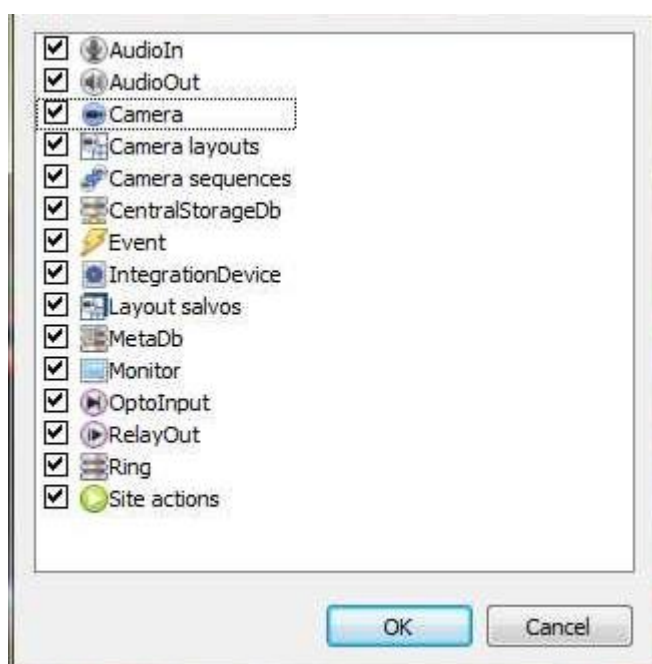 AudioIn
AudioOut
Camera
Camera layouts
Camera sequences
CentralStorageDb
Event
IntegrationDevice
Layout salvos
MetaDb
Monitor
OptoInput
RelayOut
Ring
Site actions
OK Cancel